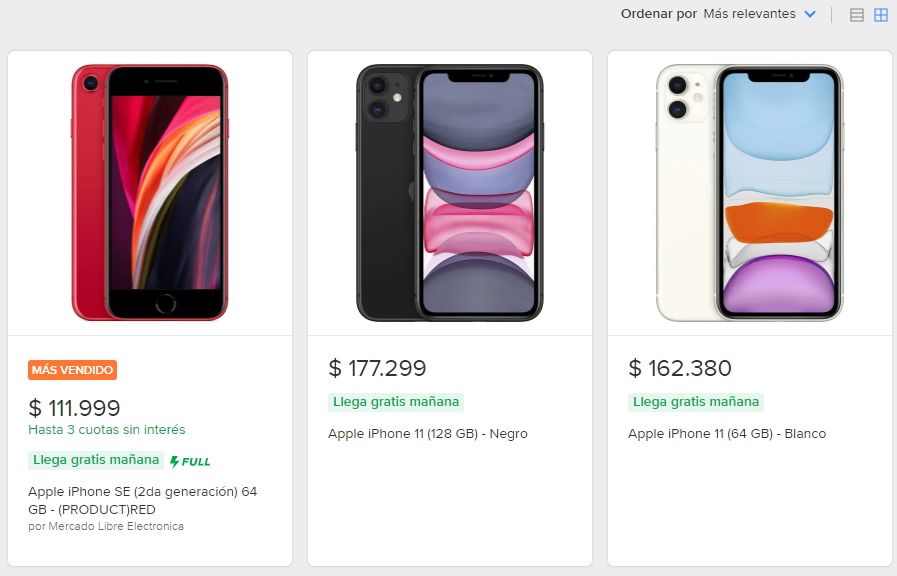 Ordenar por Más relevantes
MÁS VENDIDO
$ 111.999
Hasta 3 cuotas sin interés
Llega gratis mañana FULL
Apple iPhone SE (2da generación) 64
GB - (PRODUCT)RED
por Mercado Libre Electronica
$ 177.299
Llega gratis mañana
Apple iPhone 11 (128 GB) - Negro
$ 162.380
Llega gratis mañana
Apple iPhone 11 (64 GB) - Blanco